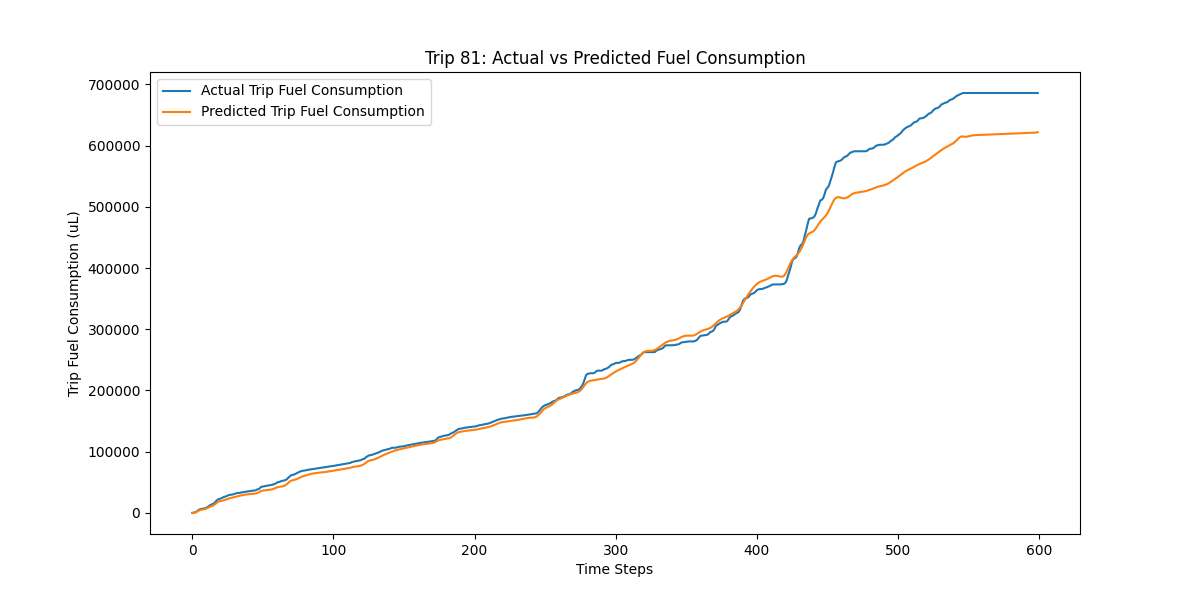 Trip 81: Actual vs Predicted Fuel Consumption
Actual Trip Fuel Consumption
Predicted Trip Fuel Consumption
700000
600000
500000
400000
300000
200000
100000
0
Trip Fuel Consumption (uL)
0 100 200 300 400 500 600
Time Steps